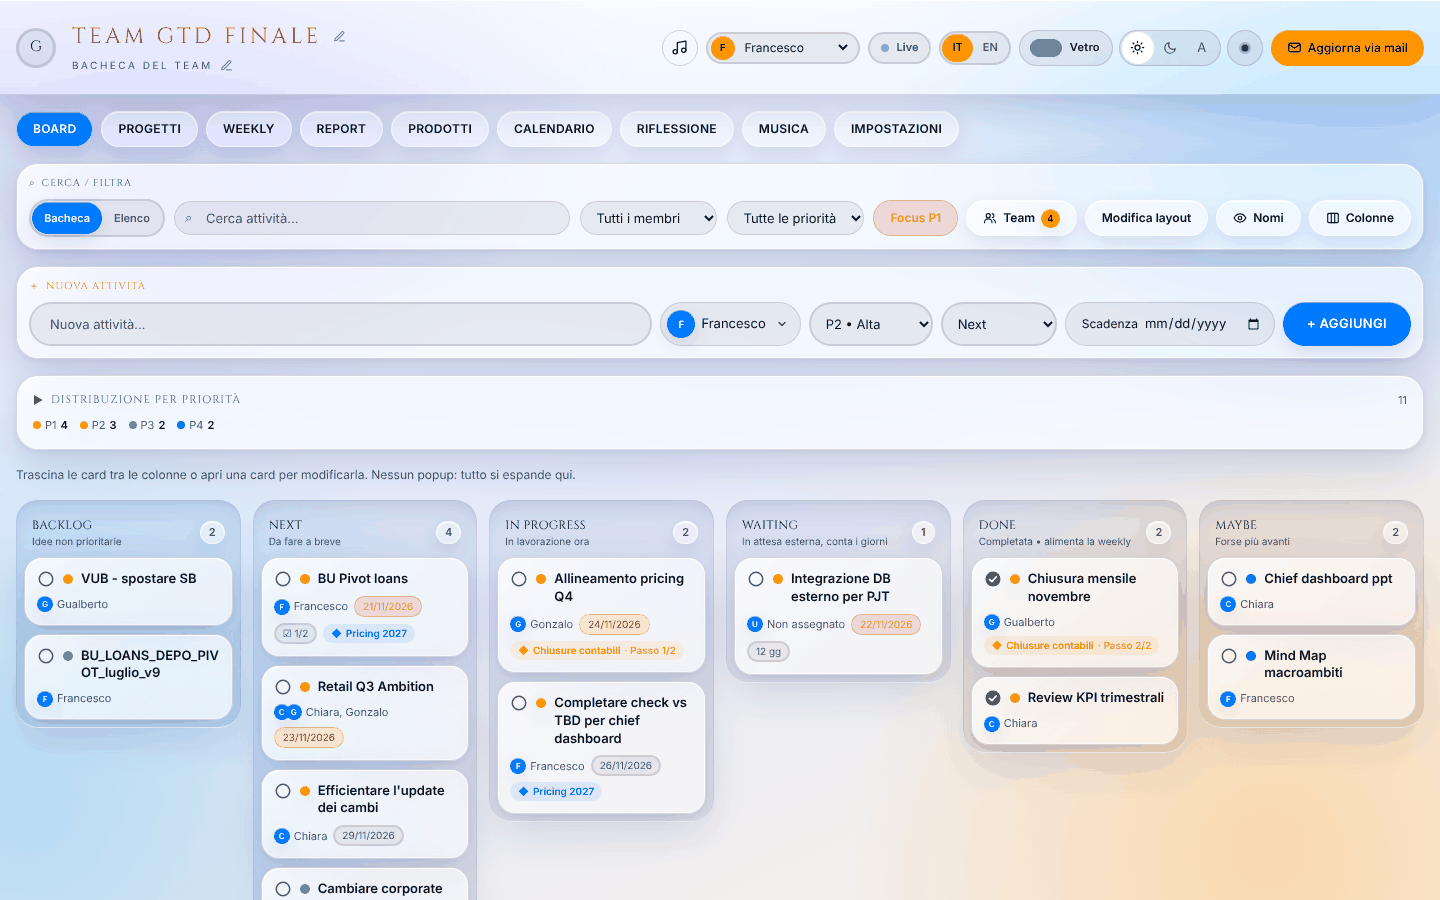 G
TEAM GTD FINALE
BACHECA DEL TEAM
F Francesco
Live
IT EN
Vetro
A
Aggiorna via mail
BOARD
PROGETTI
WEEKLY
REPORT
PRODOTTI
CALENDARIO
RIFLESSIONE
MUSICA
IMPOSTAZIONI
⌕ CERCA / FILTRA
Bacheca Elenco
⌕ Cerca attività...
Tutti i membri
Tutte le priorità
Focus P1
Team 4
Modifica layout
Nomi
Colonne
+ NUOVA ATTIVITÀ
Nuova attività...
F Francesco
P2 • Alta
Next
Scadenza mm/dd/yyyy
+ AGGIUNGI
▶ DISTRIBUZIONE PER PRIORITÀ
11
P1 4 P2 3 P3 2 P4 2
Trascina le card tra le colonne o apri una card per modificarla. Nessun popup: tutto si espande qui.
BACKLOG
Idee non prioritarie
2
VUB - spostare SB
G Gualberto
BU_LOANS_DEPO_PIV
OT_luglio_v9
F Francesco
NEXT
Da fare a breve
4
BU Pivot loans
F Francesco 21/11/2026
☑ 1/2 ◆ Pricing 2027
Retail Q3 Ambition
C G Chiara, Gonzalo
23/11/2026
Efficientare l'update
dei cambi
C Chiara 29/11/2026
Cambiare corporate
IN PROGRESS
In lavorazione ora
2
Allineamento pricing
Q4
G Gonzalo 24/11/2026
◆ Chiusure contabili · Passo 1/2
Completare check vs
TBD per chief
dashboard
F Francesco 26/11/2026
◆ Pricing 2027
WAITING
In attesa esterna, conta i giorni
1
Integrazione DB
esterno per PJT
U Non assegnato 22/11/2026
12 gg
DONE
Completata • alimenta la weekly
2
Chiusura mensile
novembre
G Gualberto
◆ Chiusure contabili · Passo 2/2
Review KPI trimestrali
C Chiara
MAYBE
Forse più avanti
2
Chief dashboard ppt
C Chiara
Mind Map
macroambiti
F Francesco